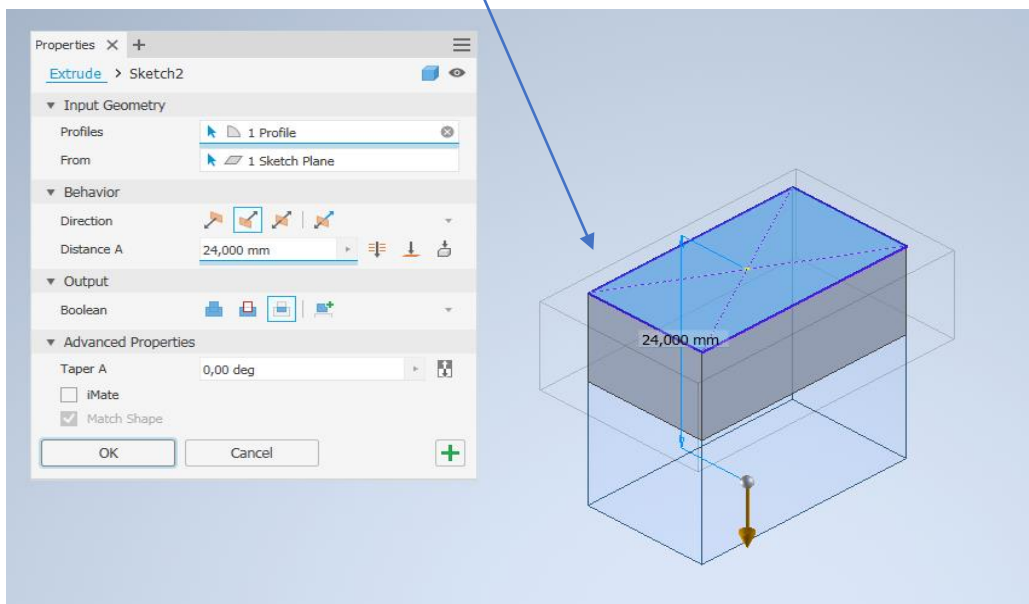 Properties
Extrude > Sketch2
Input Geometry
Profiles 1 Profile
From 1 Sketch Plane
Behavior
Direction
Distance A 24,000 mm
Output
Boolean
Advanced Properties
Taper A 0,00 deg
iMate
Match Shape
OK Cancel
24,000 mm